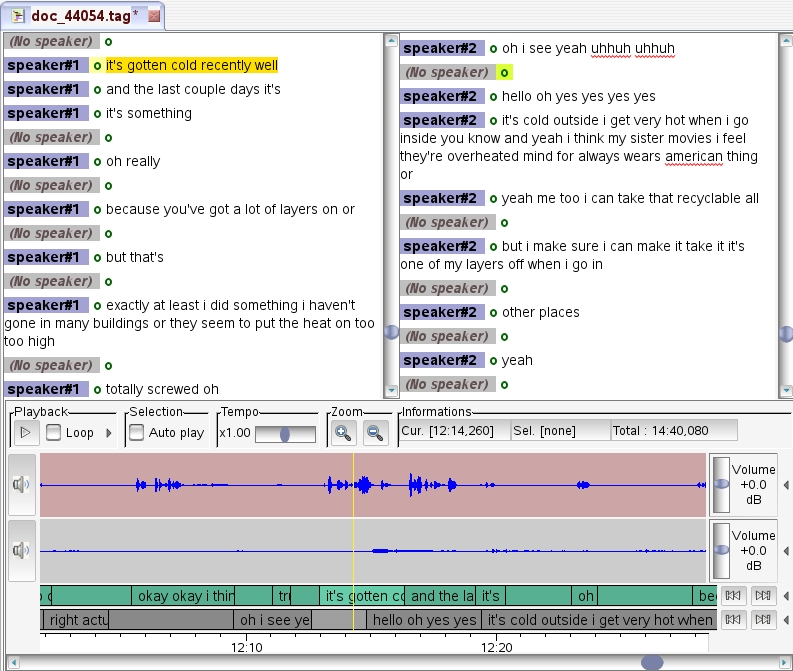 doc_44054.tag*
(No speaker) o
speaker#1 o it's gotten cold recently well
speaker#1 o and the last couple days it's
speaker#1 o it's something
(No speaker) o
speaker#1 o oh really
(No speaker) o
speaker#1 o because you've got a lot of layers on or
(No speaker) o
speaker#1 o but that's
(No speaker) o
speaker#1 o exactly at least i did something i haven't
gone in many buildings or they seem to put the heat on too
too high
(No speaker) o
speaker#1 o totally screwed oh
speaker#2 o oh i see yeah uhhuh uhhuh
(No speaker) o
speaker#2 o hello oh yes yes yes yes
speaker#2 o it's cold outside i get very hot when i go
inside you know and yeah i think my sister movies i feel
they're overheated mind for always wears american thing
or
speaker#2 o yeah me too i can take that recyclable all
(No speaker) o
speaker#2 o but i make sure i can make it take it it's
one of my layers off when i go in
(No speaker) o
speaker#2 o other places
(No speaker) o
speaker#2 o yeah
(No speaker) o
Playback Selection Tempo Zoom Informations
Loop Auto play x1.00 Cur. [12:14,260] Sel. [none] Total : 14:40,080
Volume
+0.0
dB
Volume
+0.0
dB
okay okay i thin tri it's gotten co and the la it's oh be
right actu oh i see ye hello oh yes yes it's cold outside i get very hot when
12:10 12:20